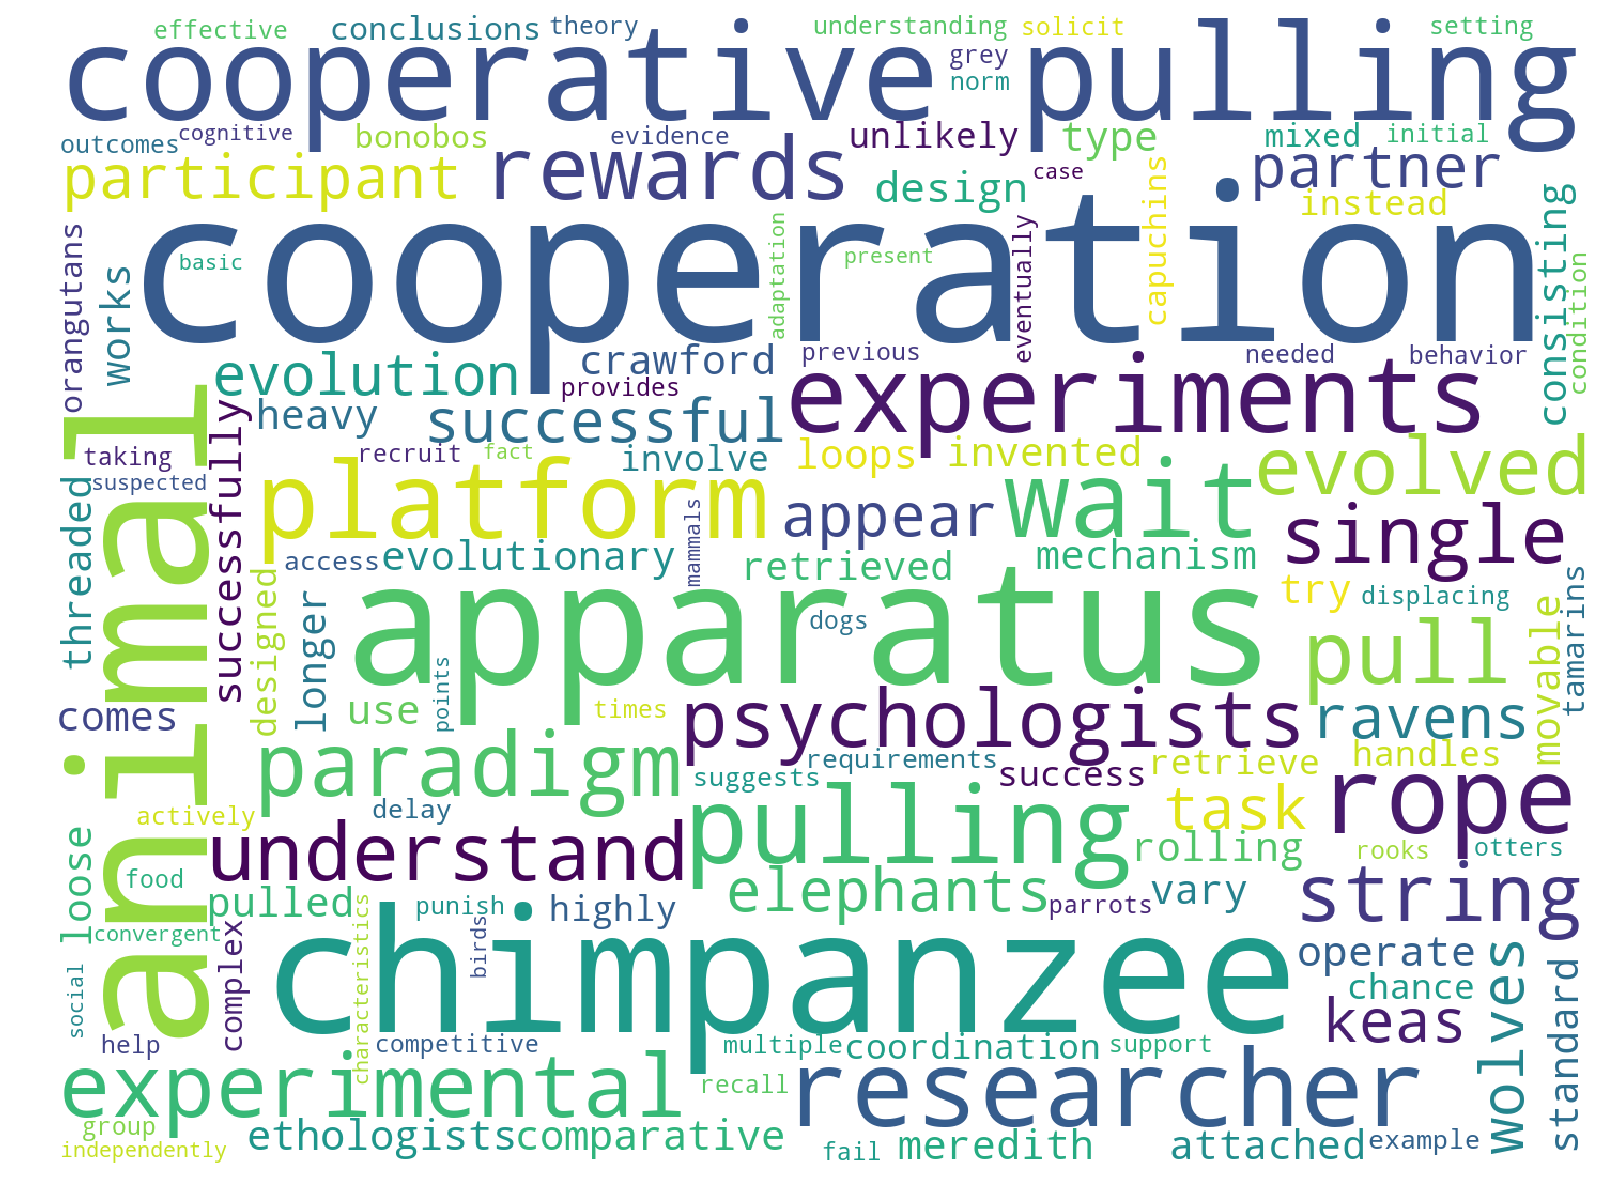 effective
conclusions
theory
understanding
solicit
setting
cooperative pulling
grey
norm
outcomes
cognitive
bonobos
evidence
unlikely
type
mixed
initial
participant
rewards
design
case
capuchins
partner
instead
consisting
orangutans
works
basic
cooperation
adaptation
present
eventually
condition
evolution
crawford
provides
previous
needed
behavior
heavy
successful
experiments
animal
successfully
taking
suspected
threaded
recruit
fact
involve
loops
invented
evolved
platform
mammals
appear
wait
single
access
evolutionary
retrieved
mechanism
designed
longer
apparatus
dogs
try
displacing
movable
tamarins
pull
comes
use
points
times
psychologists
ravens
paradigm
suggests
requirements
success
retrieve
handles
rope
actively
delay
pulling
task
loose
understand
rolling
rooks
otters
food
pulled
characteristics
punish
highly
elephants
parrots
vary
string
convergent
complex
birds
chimpanzee
operate
wolves
standard
social
chance
keas
help
competitive
multiple
coordination
support
experimental
recall
researcher
group
independently
ethologists
comparative
fail
meredith
attached
example